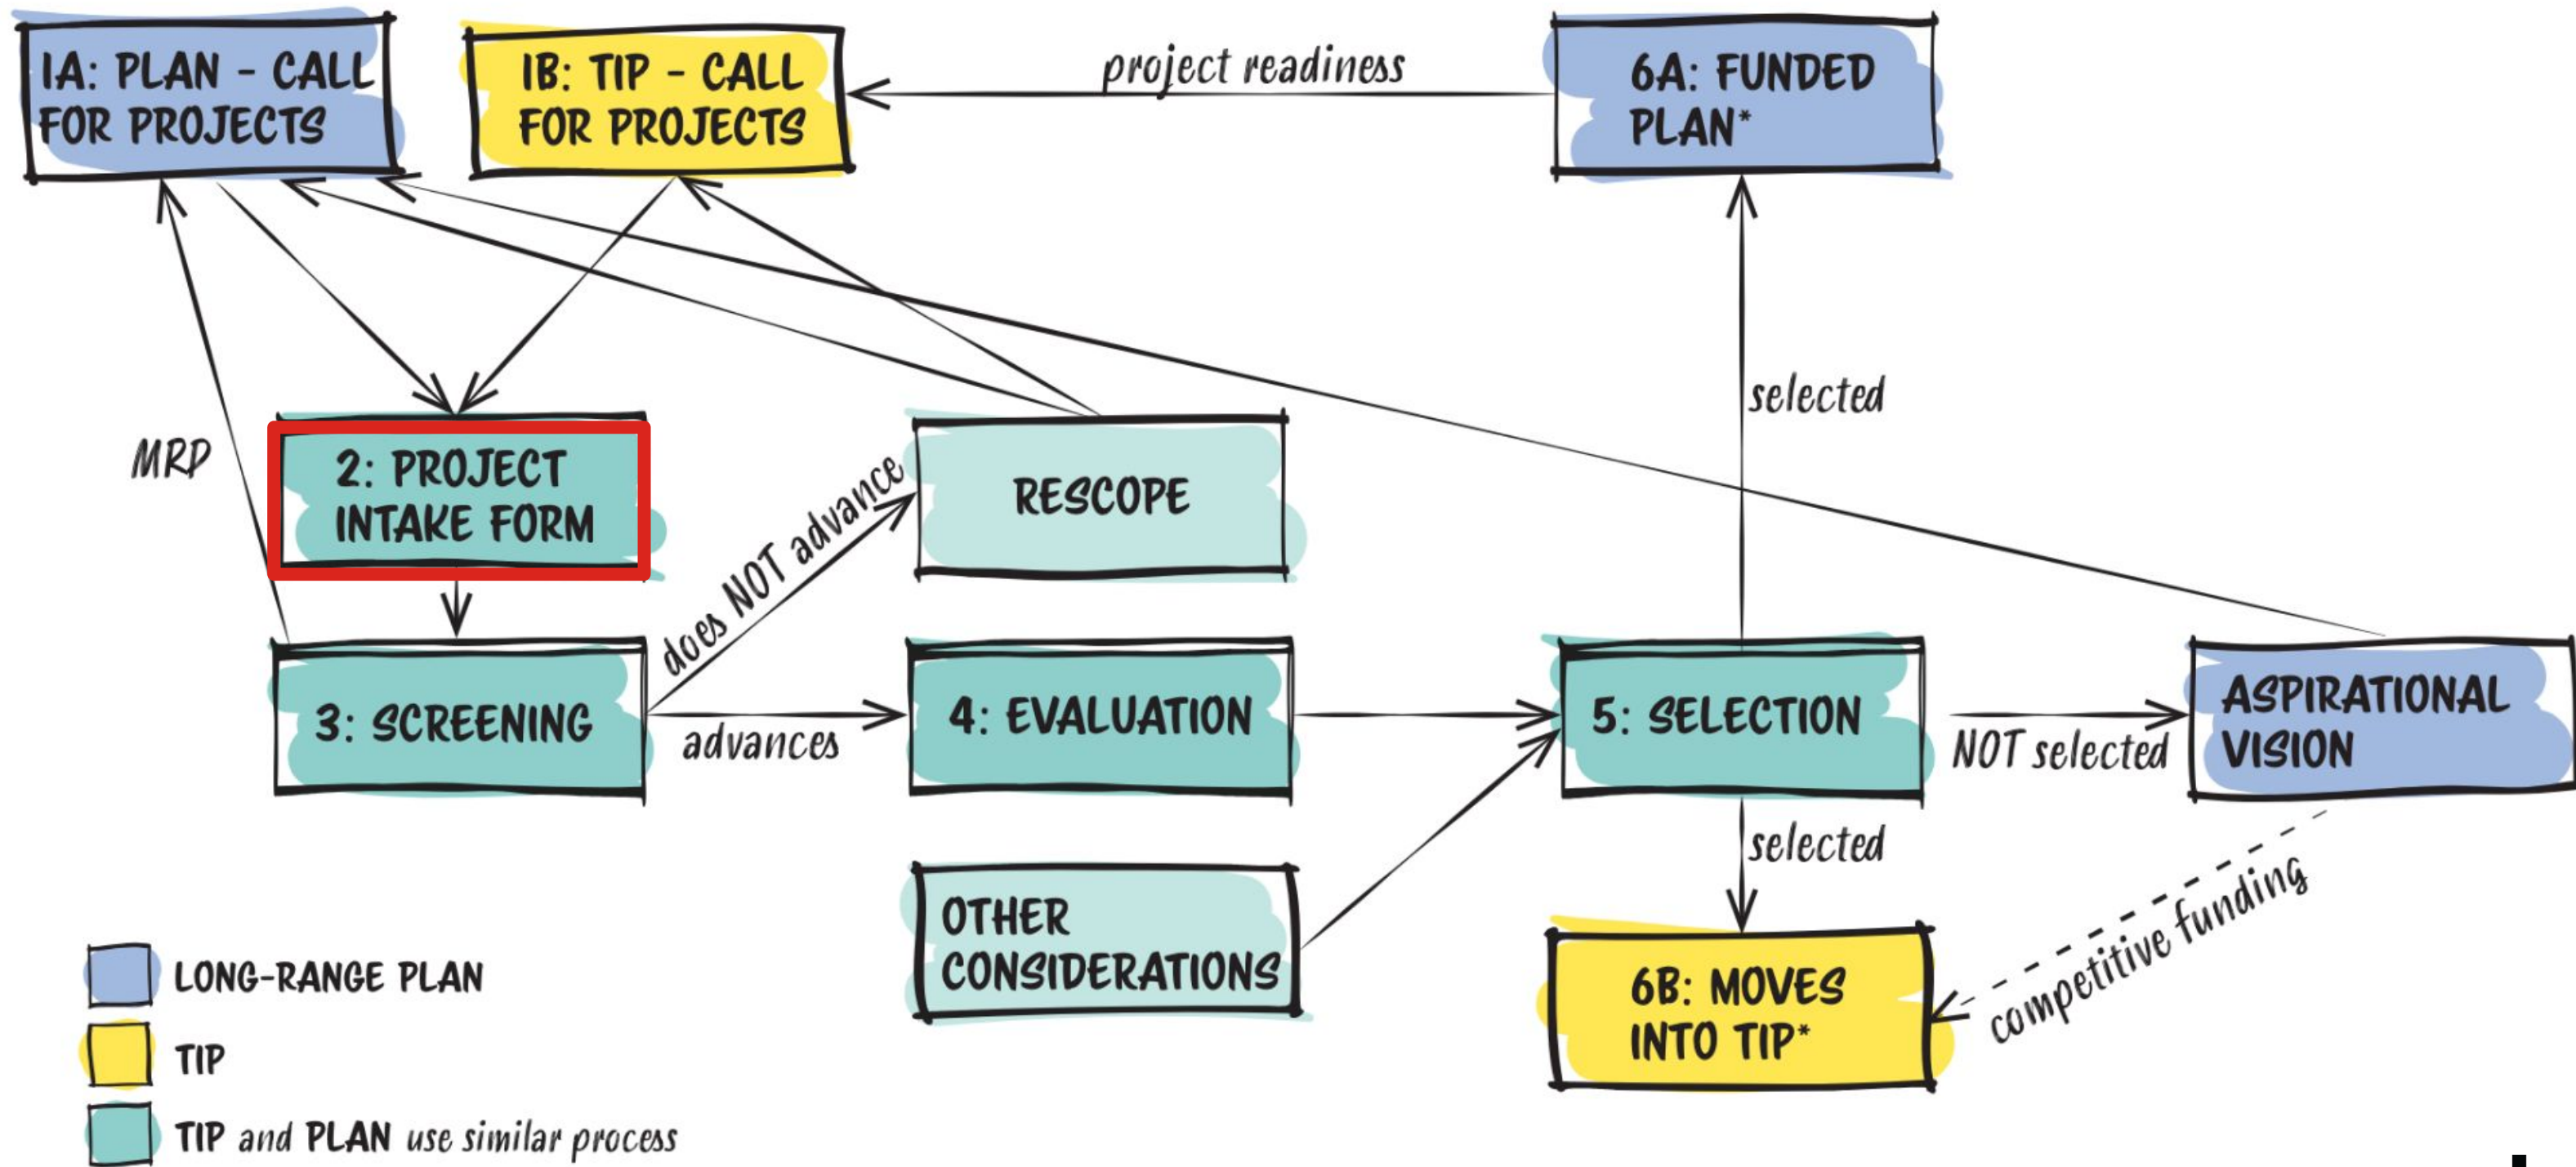 1A: PLAN - CALL
FOR PROJECTS
1B: TIP - CALL
FOR PROJECTS
project readiness
6A: FUNDED
PLAN*
selected
MRP
2: PROJECT
INTAKE FORM
does NOT advance
RESCOPE
3: SCREENING
advances
4: EVALUATION
5: SELECTION
NOT selected
ASPIRATIONAL
VISION
selected
OTHER
CONSIDERATIONS
6B: MOVES
INTO TIP*
competitive funding
LONG-RANGE PLAN
TIP
TIP and PLAN use similar process